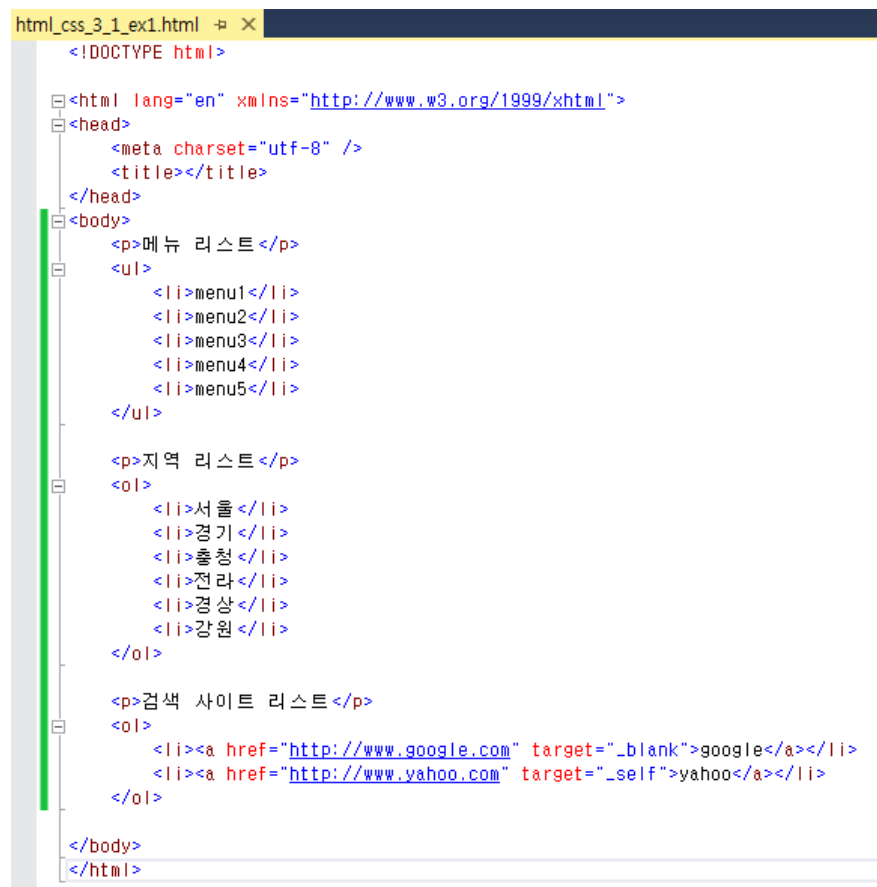 html_css_3_1_ex1.html
<!DOCTYPE html>
<html lang="en" xmlns="http://www.w3.org/1999/xhtml">
<head>
<meta charset="utf-8" />
<title></title>
</head>
<body>
<p>메뉴 리스트</p>
<ul>
<li>menu1</li>
<li>menu2</li>
<li>menu3</li>
<li>menu4</li>
<li>menu5</li>
</ul>
<p>지역 리스트</p>
<ol>
<li>서울</li>
<li>경기</li>
<li>충청</li>
<li>전라</li>
<li>경상</li>
<li>강원</li>
</ol>
<p>검색 사이트 리스트</p>
<ol>
<li><a href="http://www.google.com" target="_blank">google</a></li>
<li><a href="http://www.yahoo.com" target="_self">yahoo</a></li>
</ol>
</body>
</html>